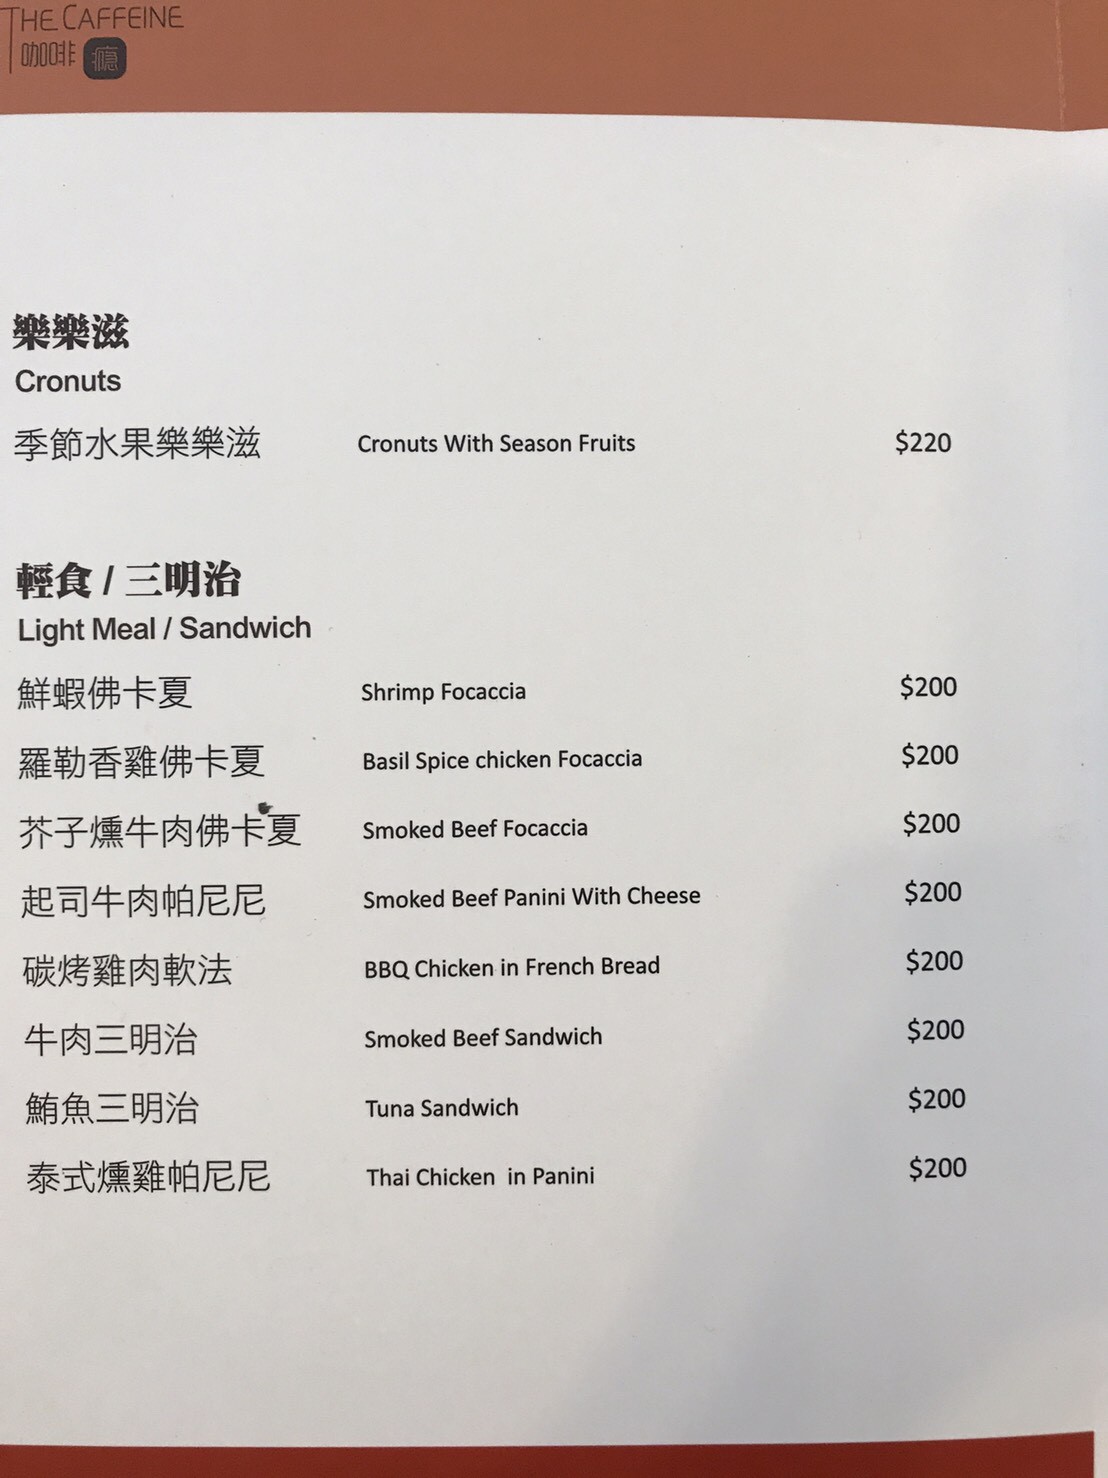 THE CAFFEINE
咖啡 癮
樂樂滋
Cronuts
季節水果樂樂滋 Cronuts With Season Fruits $220
輕食 / 三明治
Light Meal / Sandwich
鮮蝦佛卡夏 Shrimp Focaccia $200
羅勒香雞佛卡夏 Basil Spice chicken Focaccia $200
芥子燻牛肉佛卡夏 Smoked Beef Focaccia $200
起司牛肉帕尼尼 Smoked Beef Panini With Cheese $200
碳烤雞肉軟法 BBQ Chicken in French Bread $200
牛肉三明治 Smoked Beef Sandwich $200
鮪魚三明治 Tuna Sandwich $200
泰式燻雞帕尼尼 Thai Chicken  in Panini $200